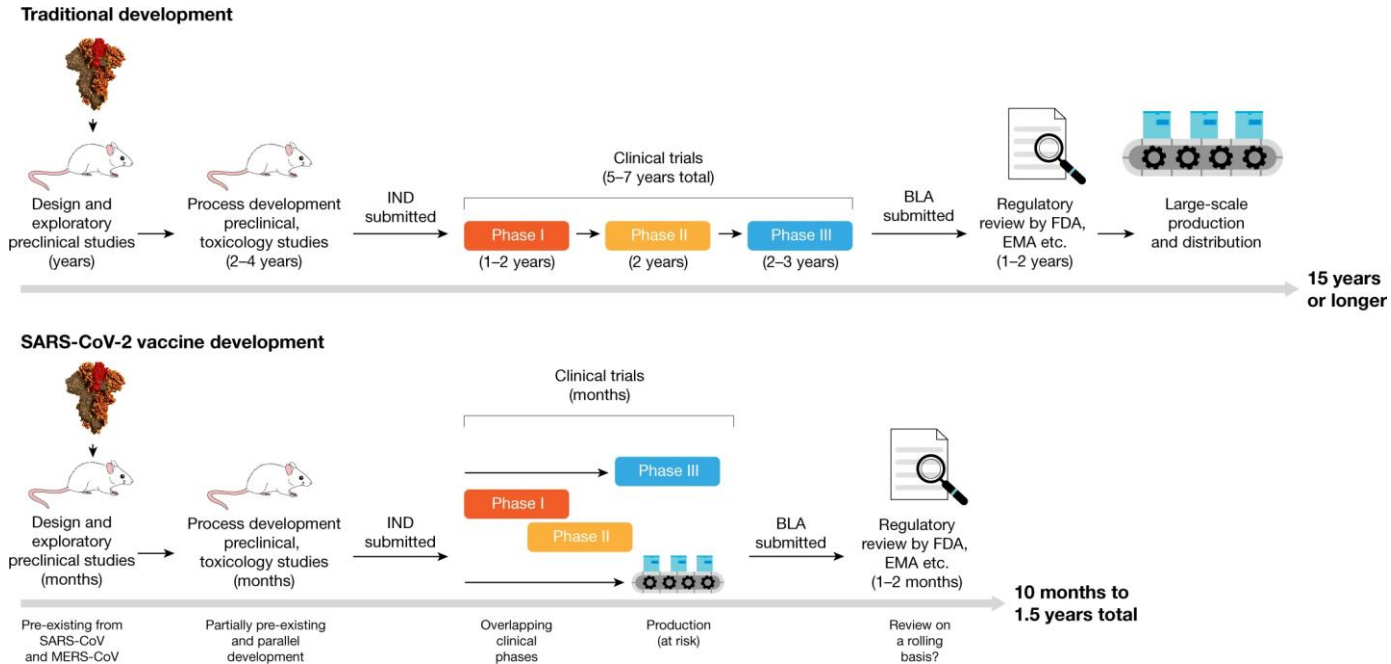 Traditional development
Design and
exploratory
preclinical studies
(years)
Process development
preclinical,
toxicology studies
(2–4 years)
IND
submitted
Clinical trials
(5–7 years total)
Phase I
(1–2 years)
Phase II
(2 years)
Phase III
(2–3 years)
BLA
submitted
Regulatory
review by FDA,
EMA etc.
(1–2 years)
Large-scale
production
and distribution
15 years
or longer
SARS-CoV-2 vaccine development
Design and
exploratory
preclinical studies
(months)
Process development
preclinical,
toxicology studies
(months)
IND
submitted
Clinical trials
(months)
Phase III
Phase I
Phase II
BLA
submitted
Regulatory
review by FDA,
EMA etc.
(1–2 months)
10 months to
1.5 years total
Pre-existing from
SARS-CoV
and MERS-CoV
Partially pre-existing
and parallel
development
Overlapping
clinical
phases
Production
(at risk)
Review on
a rolling
basis?